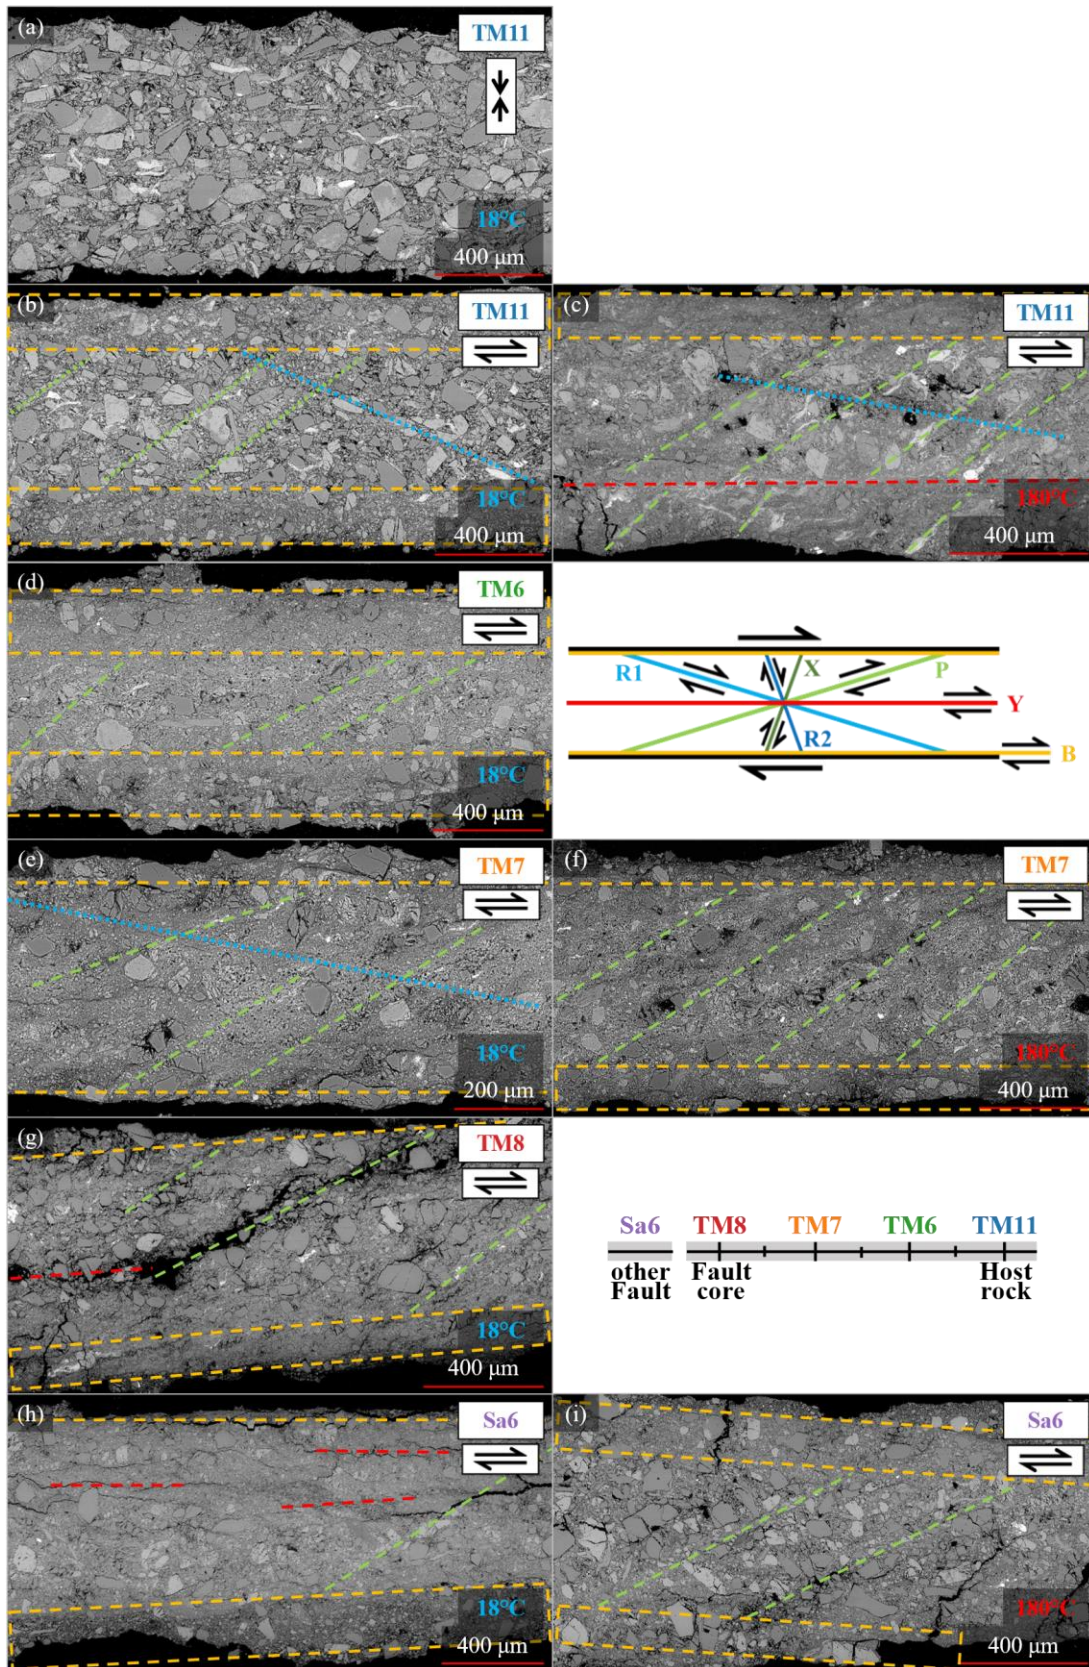 (a)
TM11
18°C
400 µm
(b)
TM11
18°C
400 µm
(c)
TM11
180°C
400 µm
(d)
TM6
18°C
400 µm
R1
X
P
Y
R2
B
(e)
TM7
18°C
200 µm
(f)
TM7
180°C
400 µm
(g)
TM8
18°C
400 µm
Sa6 TM8 TM7 TM6 TM11
other Fault Host
Fault core rock
(h)
Sa6
18°C
400 µm
(i)
Sa6
180°C
400 µm